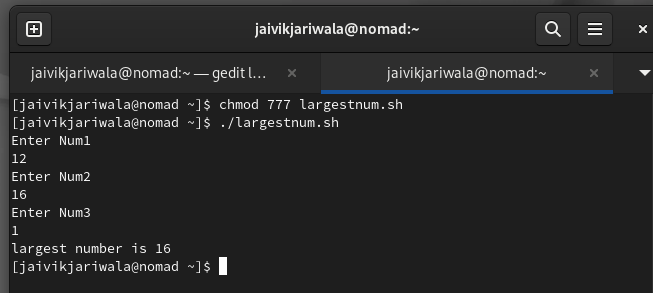 jaivikjariwala@nomad:~
jaivikjariwala@nomad:~ — gedit l…
jaivikjariwala@nomad:~
[jaivikjariwala@nomad ~]$ chmod 777 largestnum.sh
[jaivikjariwala@nomad ~]$ ./largestnum.sh
Enter Num1
12
Enter Num2
16
Enter Num3
1
largest number is 16
[jaivikjariwala@nomad ~]$